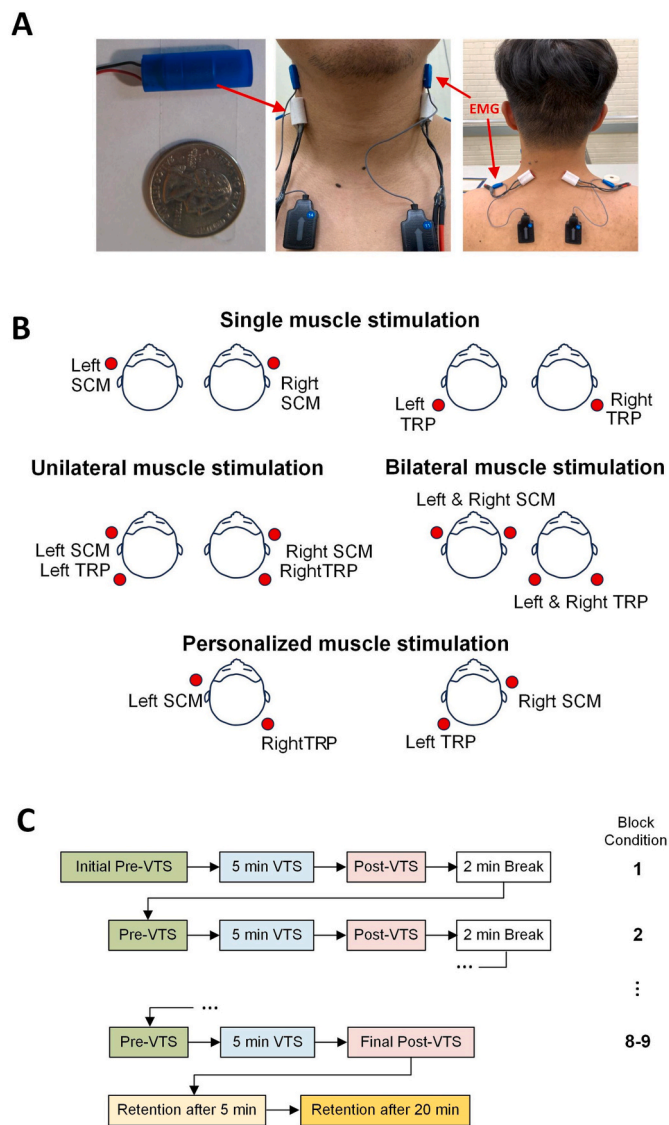 A
EMG
14
11
B
Single muscle stimulation
Left
SCM
Right
SCM
Left
TRP
Right
TRP
Unilateral muscle stimulation
Bilateral muscle stimulation
Left SCM
Left TRP
Right SCM
RightTRP
Left & Right SCM
Left & Right TRP
Personalized muscle stimulation
Left SCM
RightTRP
Right SCM
Left TRP
C
Block
Condition
Initial Pre-VTS
5 min VTS
Post-VTS
2 min Break
1
Pre-VTS
5 min VTS
Post-VTS
2 min Break
2
...
⋮
...
Pre-VTS
5 min VTS
Final Post-VTS
8-9
Retention after 5 min
Retention after 20 min